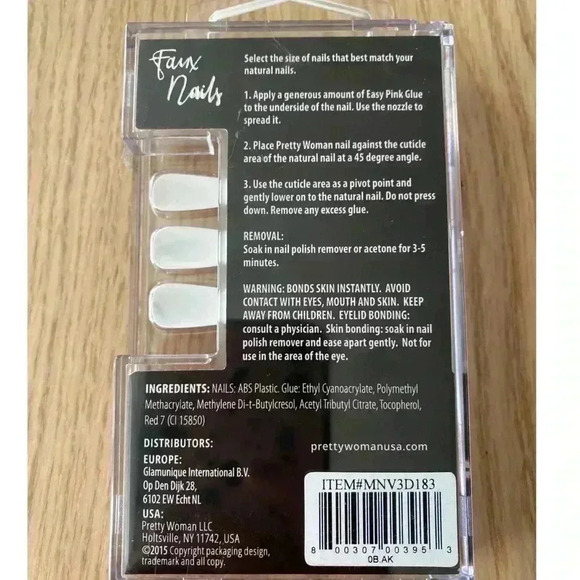 Faux
Nails
Select the size of nails that best match your
natural nails.
1. Apply a generous amount of Easy Pink Glue
to the underside of the nail. Use the nozzle to
spread it.
2. Place Pretty Woman nail against the cuticle
area of the natural nail at a 45 degree angle.
3. Use the cuticle area as a pivot point and
gently lower on to the natural nail. Do not press
down. Remove any excess glue.
REMOVAL:
Soak in nail polish remover or acetone for 3-5
minutes.
WARNING: BONDS SKIN INSTANTLY. AVOID
CONTACT WITH EYES, MOUTH AND SKIN. KEEP
AWAY FROM CHILDREN. EYELID BONDING:
consult a physician. Skin bonding: soak in nail
polish remover and ease apart gently. Not for
use in the area of the eye.
INGREDIENTS: NAILS: ABS Plastic. Glue: Ethyl Cyanoacrylate, Polymethyl
Methacrylate, Methylene Di-t-Butylcresol, Acetyl Tributyl Citrate, Tocopherol,
Red 7 (CI 15850)
DISTRIBUTORS:
EUROPE:
Glamunique International B.V.
Op Den Dijk 28,
6102 EW Echt NL
USA:
Pretty Woman LLC
Holtsville, NY 11742, USA
©2015 Copyright packaging design,
trademark and all copy.
prettywomanusa.com
ITEM#MNV3D183
8 00307 00395 3
0B.AK